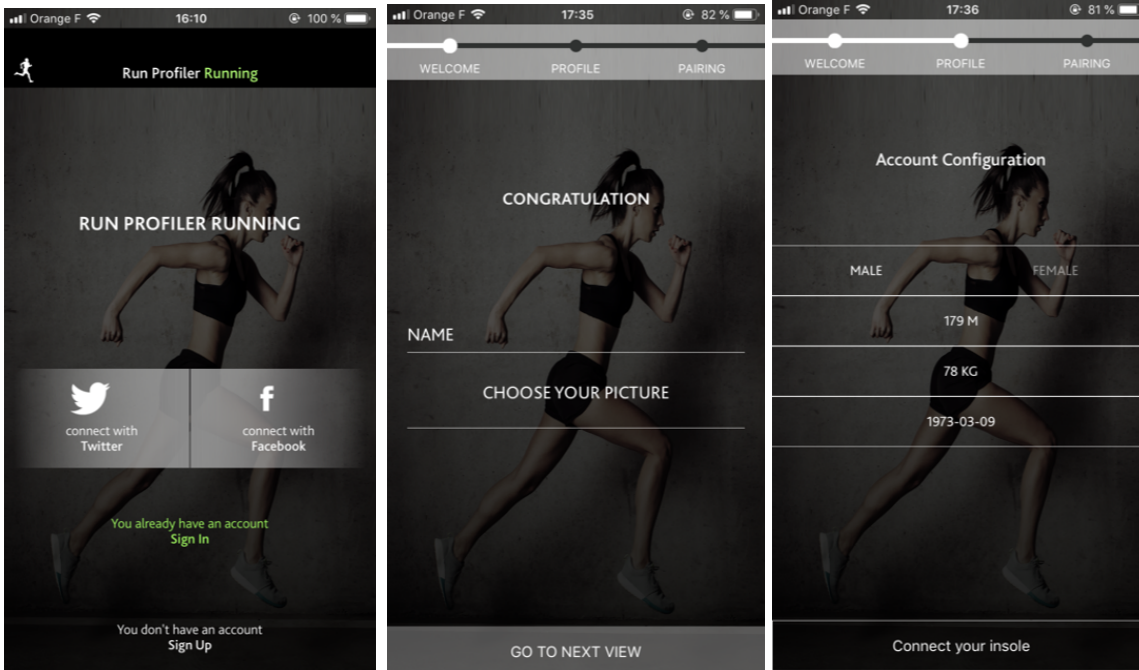 Orange F
16:10
100 %
Run Profiler Running
RUN PROFILER RUNNING
connect with
Twitter
connect with
Facebook
You already have an account
Sign In
You don't have an account
Sign Up
Orange F
17:35
82 %
WELCOME
PROFILE
PAIRING
CONGRATULATION
NAME
CHOOSE YOUR PICTURE
GO TO NEXT VIEW
Orange F
17:36
81 %
WELCOME
PROFILE
PAIRING
Account Configuration
MALE
FEMALE
179 M
78 KG
1973-03-09
Connect your insole